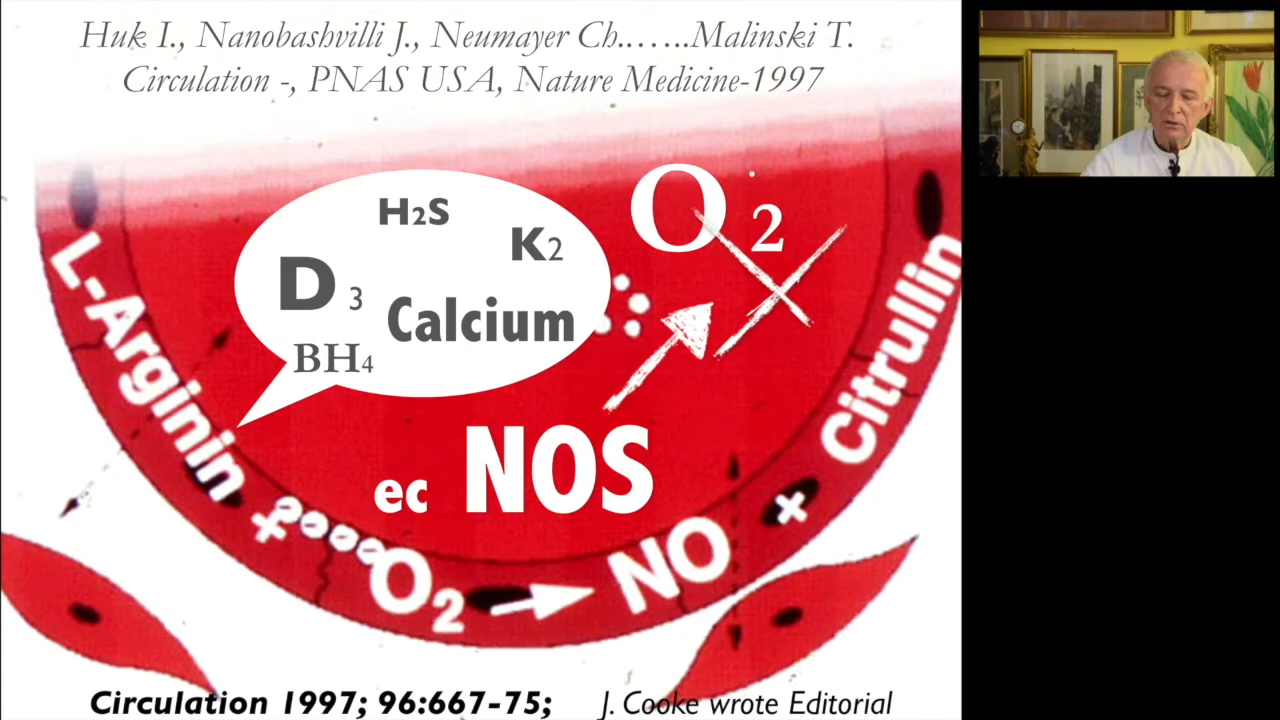 Huk I., Nanobashvilli J., Neumayer Ch......Malinski T.
Circulation -, PNAS USA, Nature Medicine-1997
H2S
K2
D3
Calcium
BH4
O2
ec NOS
L-Arginin + O2 → NO + Citrullin
Circulation 1997; 96:667-75; J. Cooke wrote Editorial